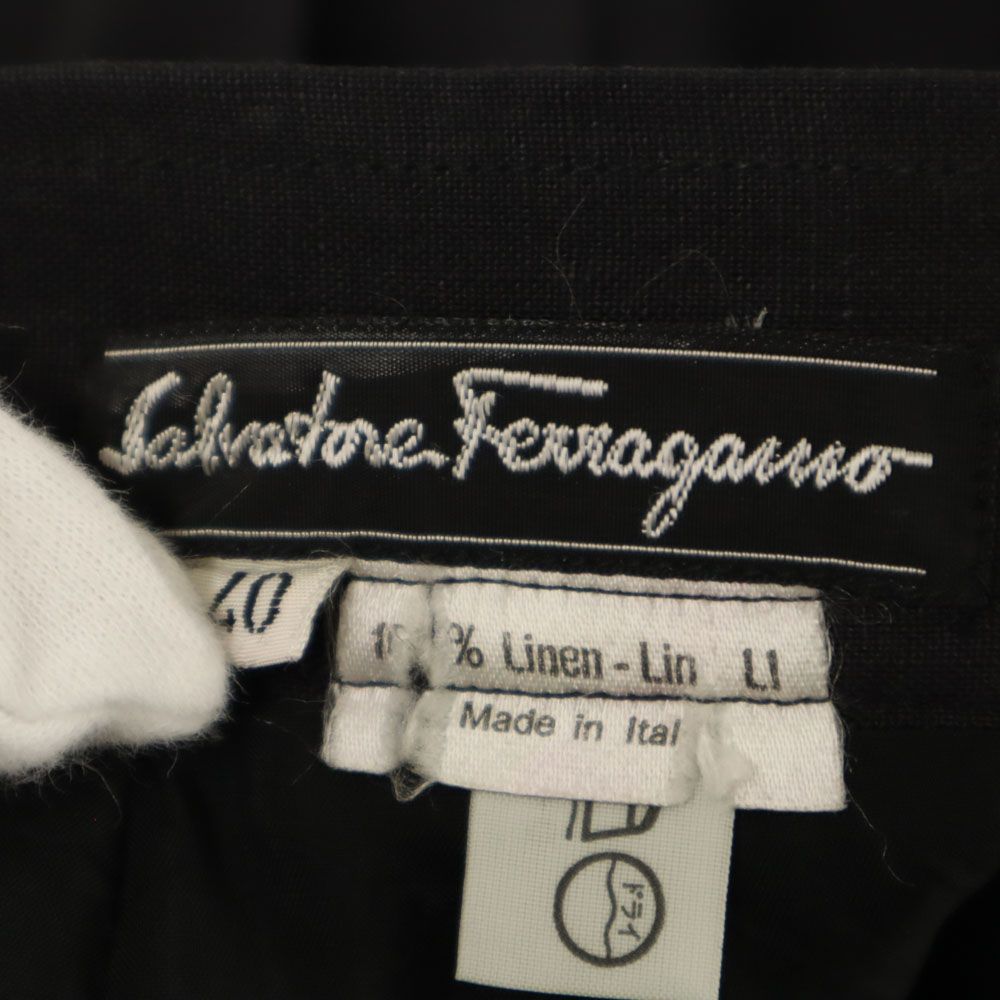 Salvatore Ferragamo
40
% Linen - Lin LI
Made in Ital
ドライ